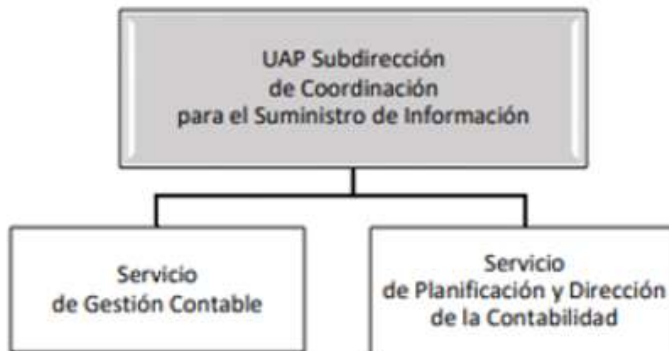 UAP Subdirección
de Coordinación
para el Suministro de Información
Servicio
de Gestión Contable
Servicio
de Planificación y Dirección
de la Contabilidad